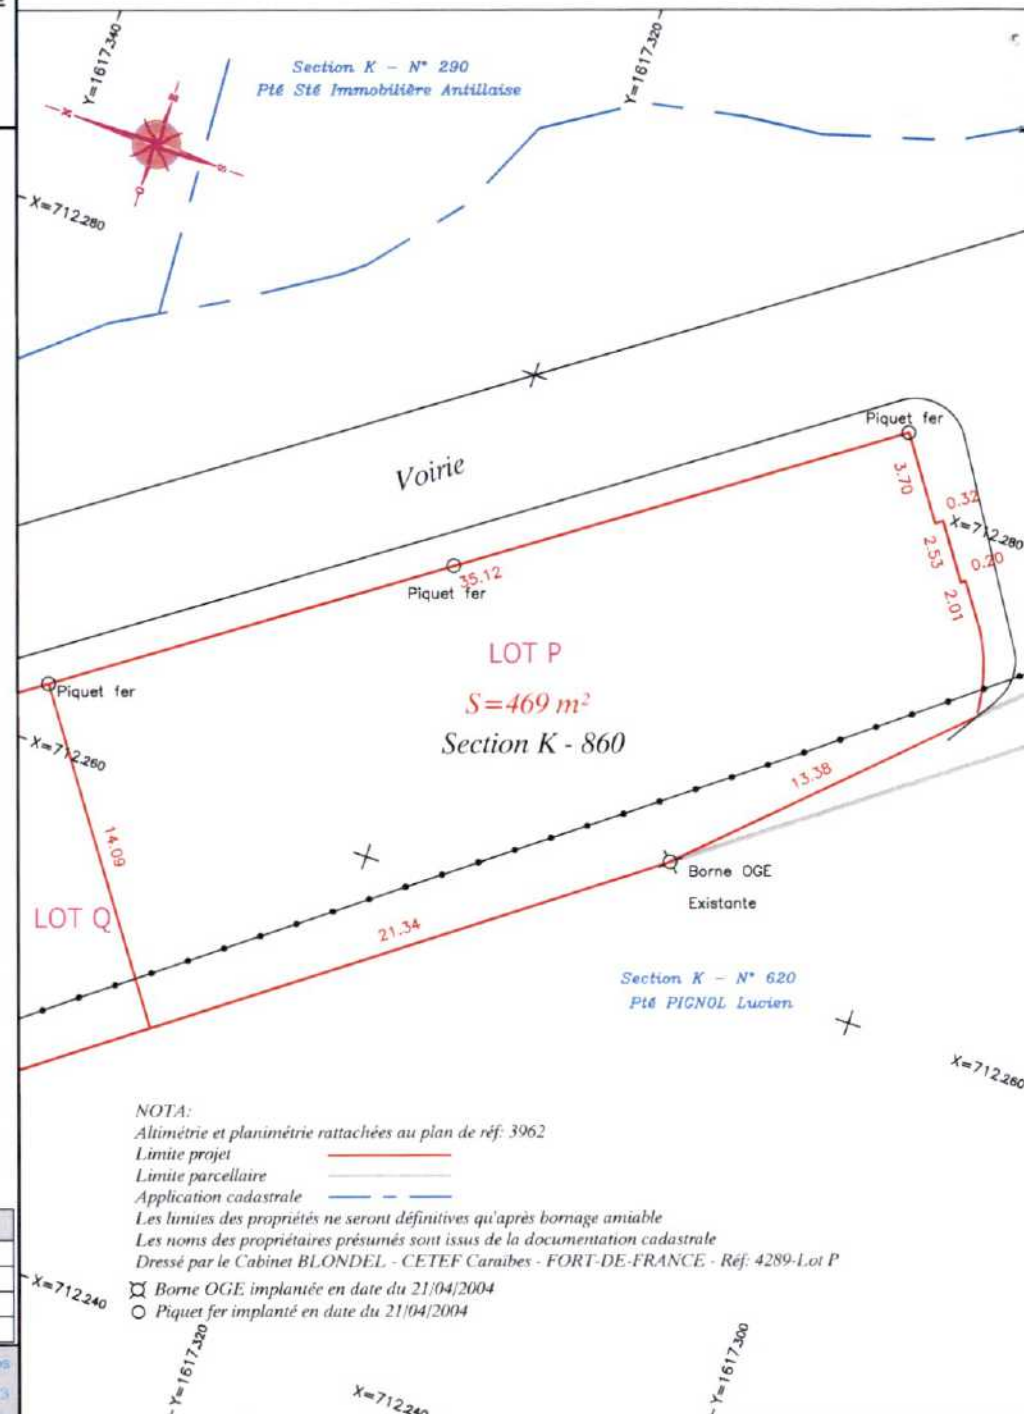 Y=1617.340
Y=1617.320
Section K - N° 290
Pté Sté Immobilière Antillaise
N
E
S
O
X=712.280
Piquet fer
Voirie
3.70
0.32
X=712.280
2.53
0.20
35.12
Piquet fer
2.01
LOT P
Piquet fer
S=469 m²
Section K - 860
X=712.260
13.38
14.09
Borne OGE
Existante
LOT Q
21.34
Section K - N° 620
Pté PIGNOL Lucien
X=712.260
NOTA:
Altimétrie et planimétrie rattachées au plan de réf: 3962
Limite projet
Limite parcellaire
Application cadastrale
Les limites des propriétés ne seront définitives qu'après bornage amiable
Les noms des propriétaires présumés sont issus de la documentation cadastrale
Dressé par le Cabinet BLONDEL - CETEF Caraïbes - FORT-DE-FRANCE - Réf: 4289-Lot P
Borne OGE implantée en date du 21/04/2004
X=712.240
Piquet fer implanté en date du 21/04/2004
Y=1617.320
Y=1617.300
X=712.240